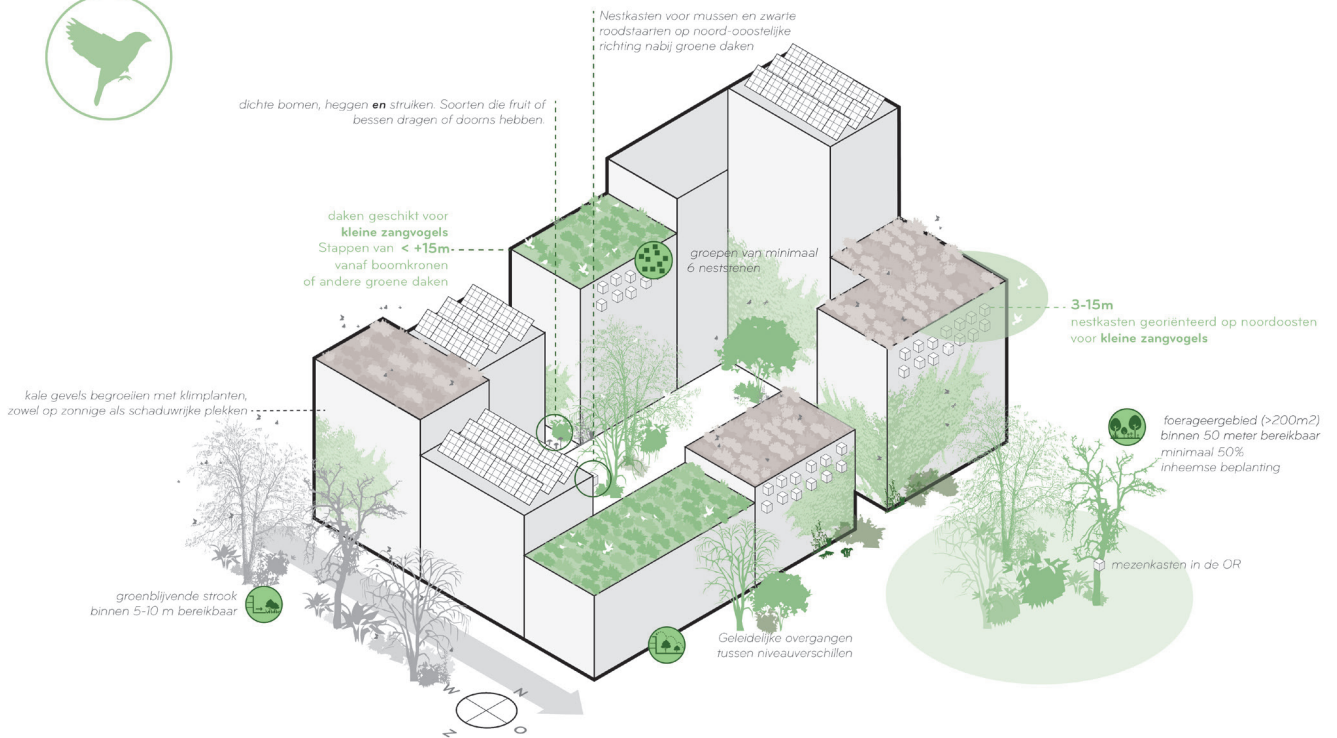 Nestkasten voor mussen en zwarte
roodstaarten op noord-ooostelijke
richting nabij groene daken
dichte bomen, heggen en struiken. Soorten die fruit of
bessen dragen of doorns hebben.
daken geschikt voor
kleine zangvogels
Stappen van < +15m
vanaf boomkronen
of andere groene daken
groepen van minimaal
6 neststenen
3-15m
nestkasten georiënteerd op noordoosten
voor kleine zangvogels
kale gevels begroeiien met klimplanten,
zowel op zonnige als schaduwrijke plekken
foerageergebied (>200m2)
binnen 50 meter bereikbaar
minimaal 50%
inheemse beplanting
mezenkasten in de OR
groenblijvende strook
binnen 5-10 m bereikbaar
Geleidelijke overgangen
tussen niveauverschillen
W
N
Z
O